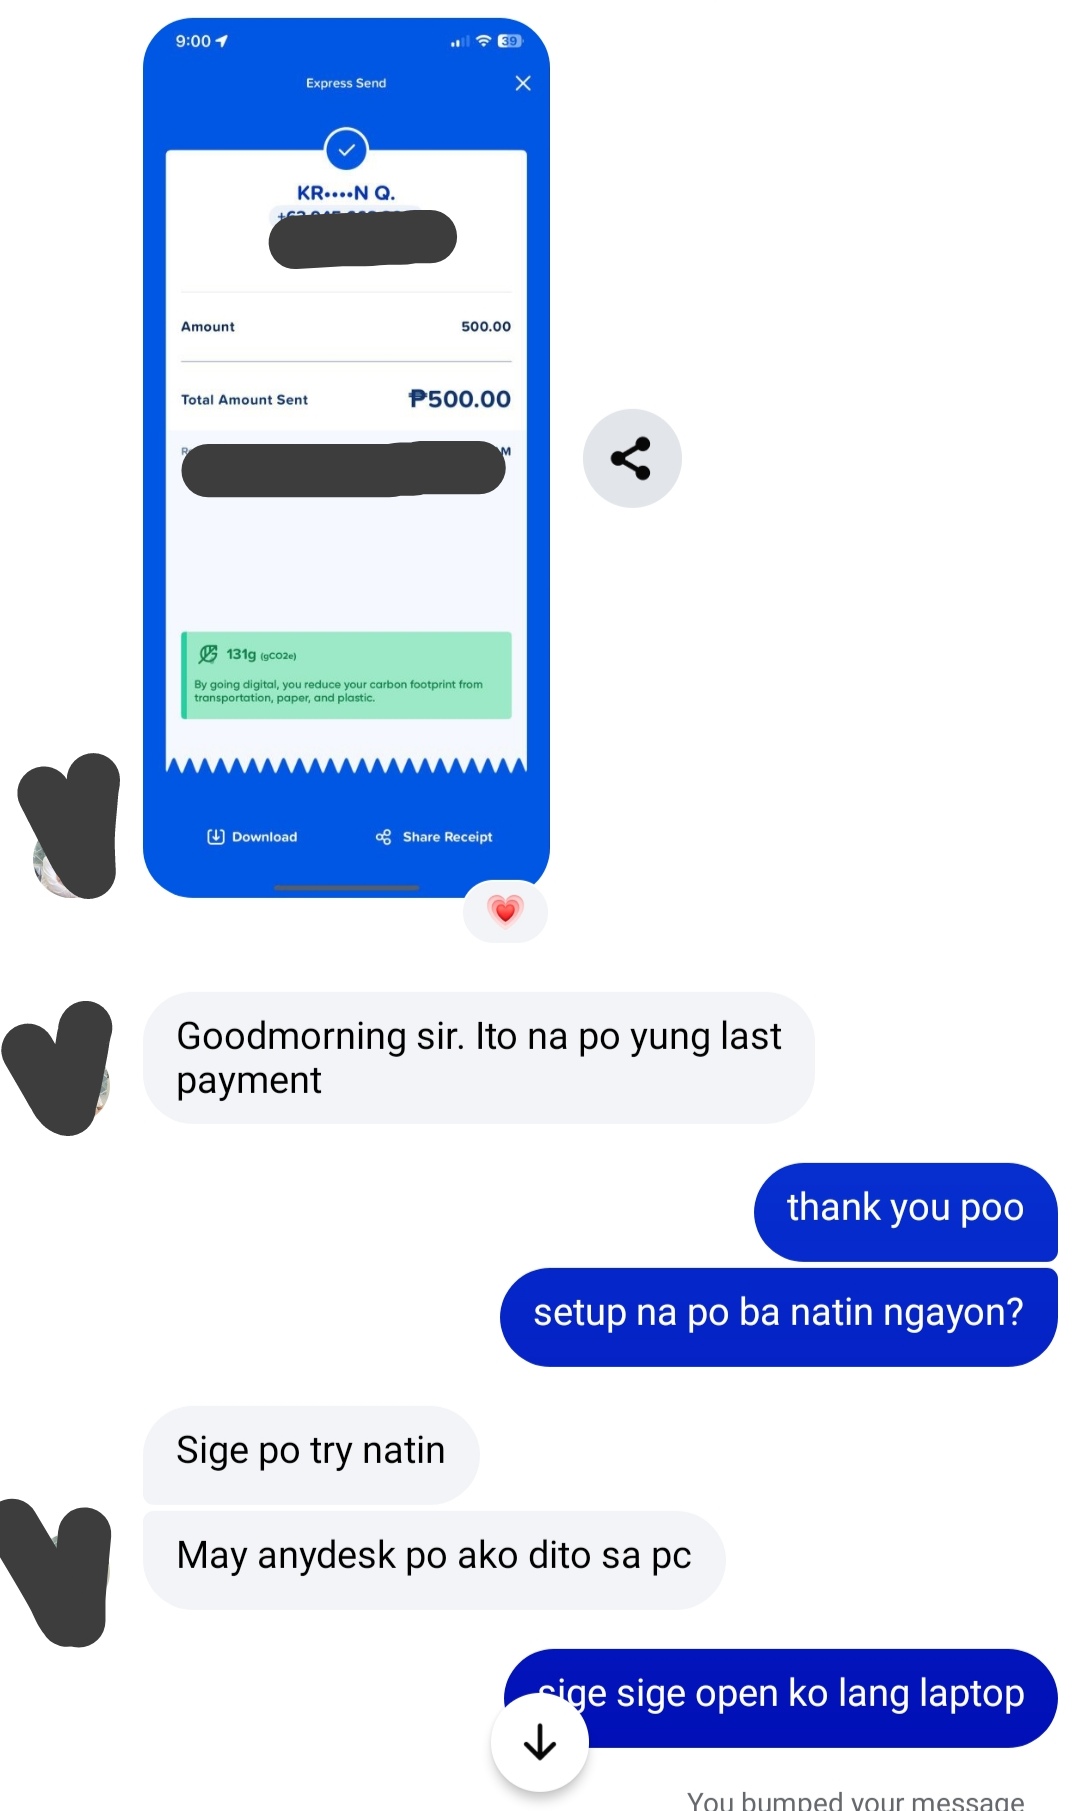 9:00
39
Express Send
KR••••N Q.
Amount 500.00
Total Amount Sent ₱500.00
M
131g (gCO2e)
By going digital, you reduce your carbon footprint from
transportation, paper, and plastic.
Download Share Receipt
Goodmorning sir. Ito na po yung last
payment
thank you poo
setup na po ba natin ngayon?
Sige po try natin
May anydesk po ako dito sa pc
sige sige open ko lang laptop
You bumped your message